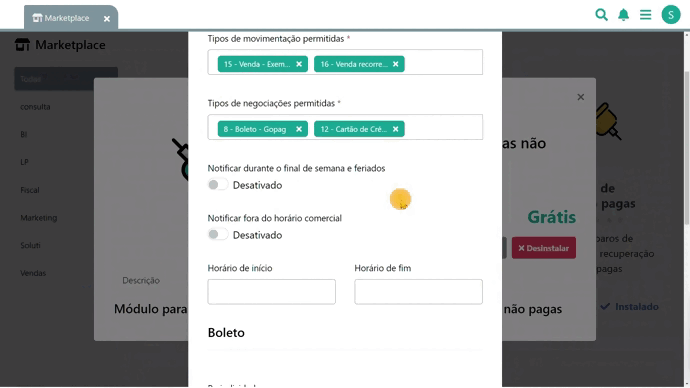 Marketplace ×
S
Marketplace
Todas
consulta
BI
LP
Fiscal
Marketing
Soluti
Vendas
Tipos de movimentação permitidas *
15 - Venda - Exem... ×
16 - Venda recorre... ×
Tipos de negociações permitidas *
8 - Boleto - Gopag ×
12 - Cartão de Cré... ×
Notificar durante o final de semana e feriados
Desativado
Notificar fora do horário comercial
Desativado
Horário de início
Horário de fim
Boleto
×
as não
Grátis
× Desinstalar
Descrição
Módulo para
não pagas
de
pagas
paros de
recuperação
pagas
Instalado